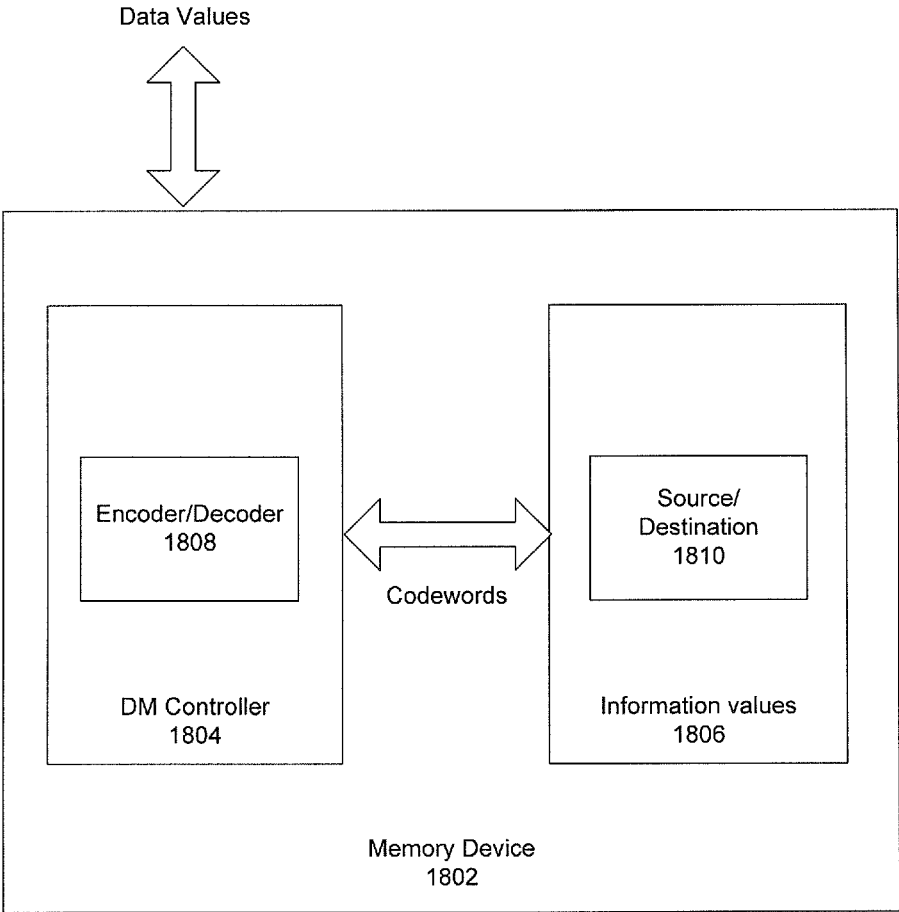 Data Values
Encoder/Decoder
1808
Source/
Destination
1810
Codewords
DM Controller
1804
Information values
1806
Memory Device
1802